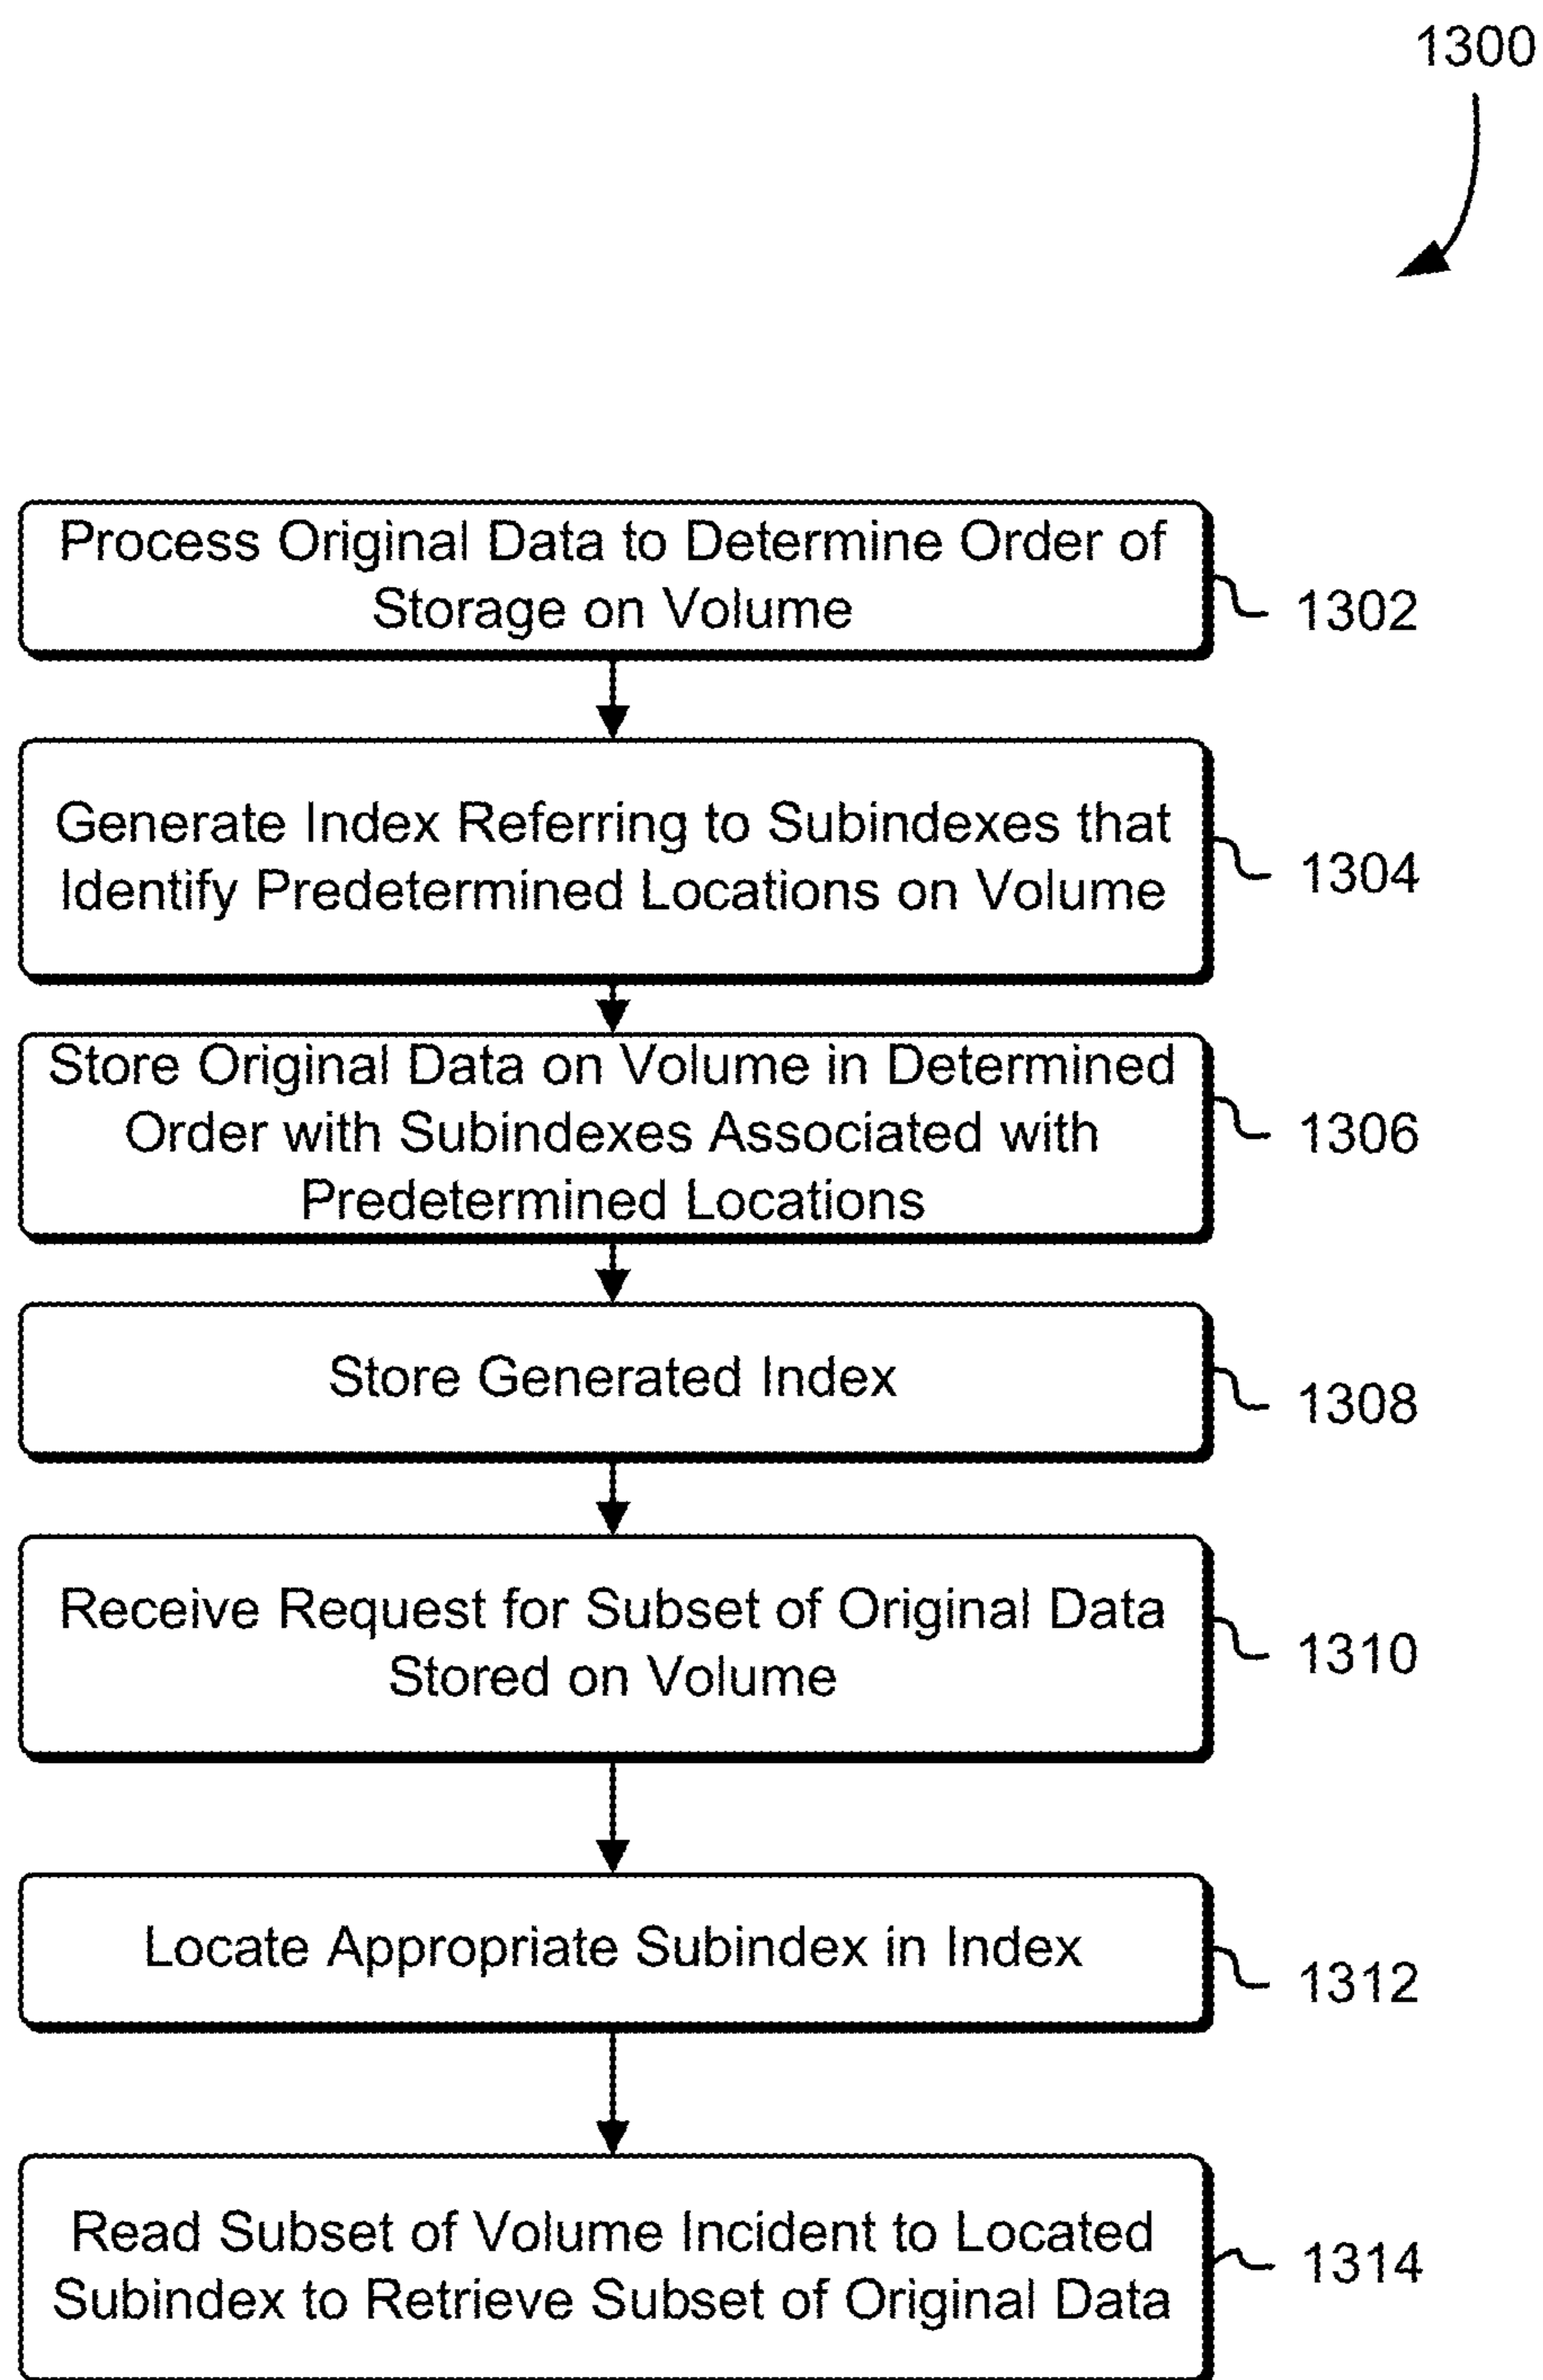 1300
Process Original Data to Determine Order of
Storage on Volume
1302
Generate Index Referring to Subindexes that
Identify Predetermined Locations on Volume
1304
Store Original Data on Volume in Determined
Order with Subindexes Associated with
Predetermined Locations
1306
Store Generated Index
1308
Receive Request for Subset of Original Data
Stored on Volume
1310
Locate Appropriate Subindex in Index
1312
Read Subset of Volume Incident to Located
Subindex to Retrieve Subset of Original Data
1314